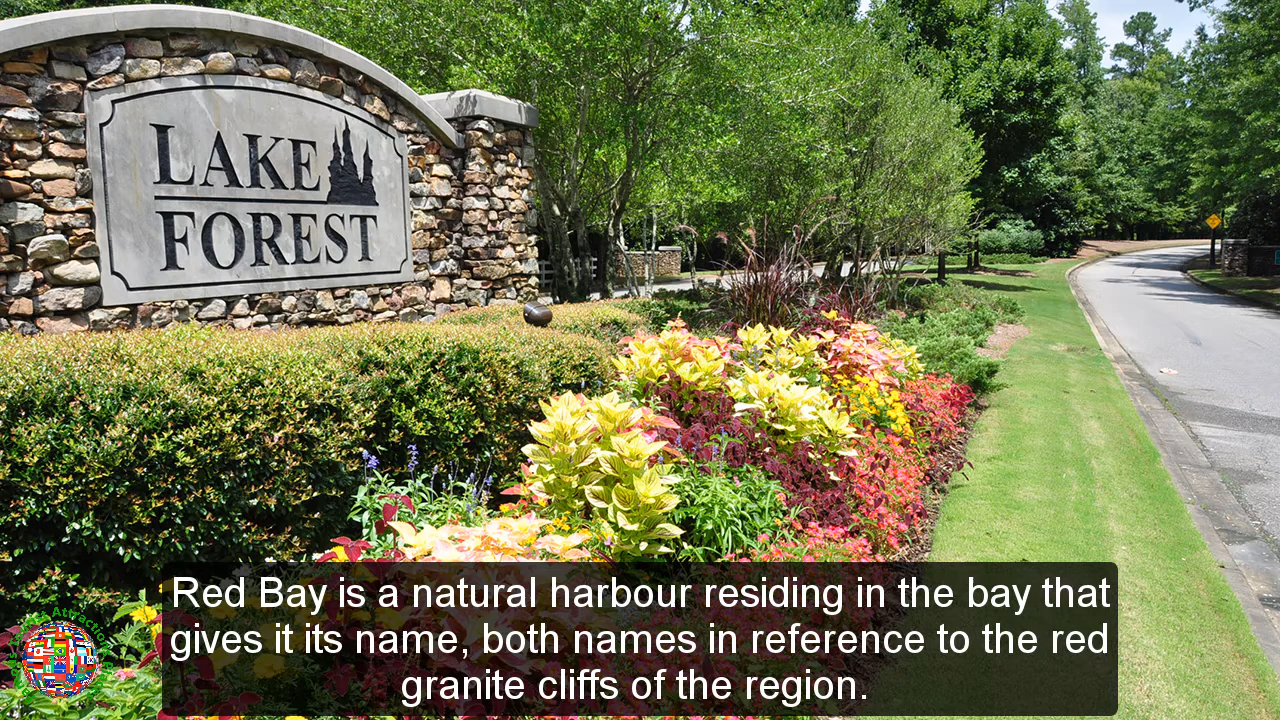 LAKE
FOREST
Red Bay is a natural harbour residing in the bay that
gives it its name, both names in reference to the red
granite cliffs of the region.